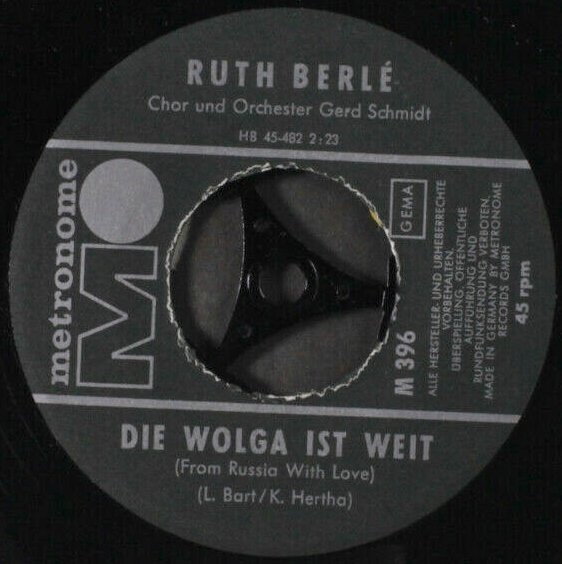 RUTH BERLÉ
Chor und Orchester Gerd Schmidt
HB 45-482 2:23
metronome
M
GEMA
M 396
ALLE HERSTELLER- UND URHEBERRECHTE
VORBEHALTEN.
ÜBERSPIELUNG, ÖFFENTLICHE
AUFFÜHRUNG UND
RUNDFUNKSENDUNG VERBOTEN.
MADE IN GERMANY BY METRONOME
RECORDS GMBH
45 rpm
DIE WOLGA IST WEIT
(From Russia With Love)
(L. Bart/K. Hertha)